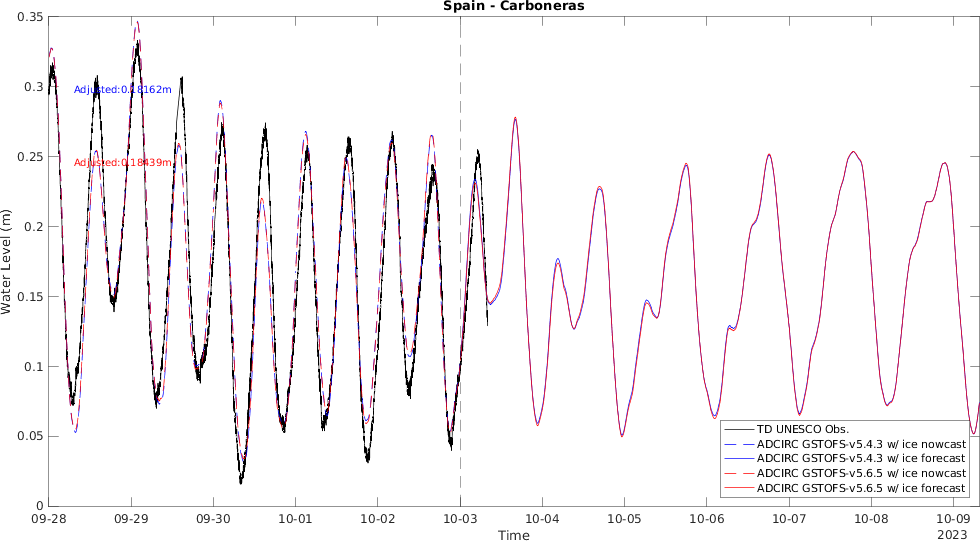 Spain - Carboneras
0.35
0.3
0.25
0.2
0.15
0.1
0.05
0
Water Level (m)
Adjusted:0.18162m
Adjusted:0.18439m
TD UNESCO Obs.
ADCIRC GSTOFS-v5.4.3 w/ ice nowcast
ADCIRC GSTOFS-v5.4.3 w/ ice forecast
ADCIRC GSTOFS-v5.6.5 w/ ice nowcast
ADCIRC GSTOFS-v5.6.5 w/ ice forecast
09-28 09-29 09-30 10-01 10-02 10-03 10-04 10-05 10-06 10-07 10-08 10-09
2023
Time